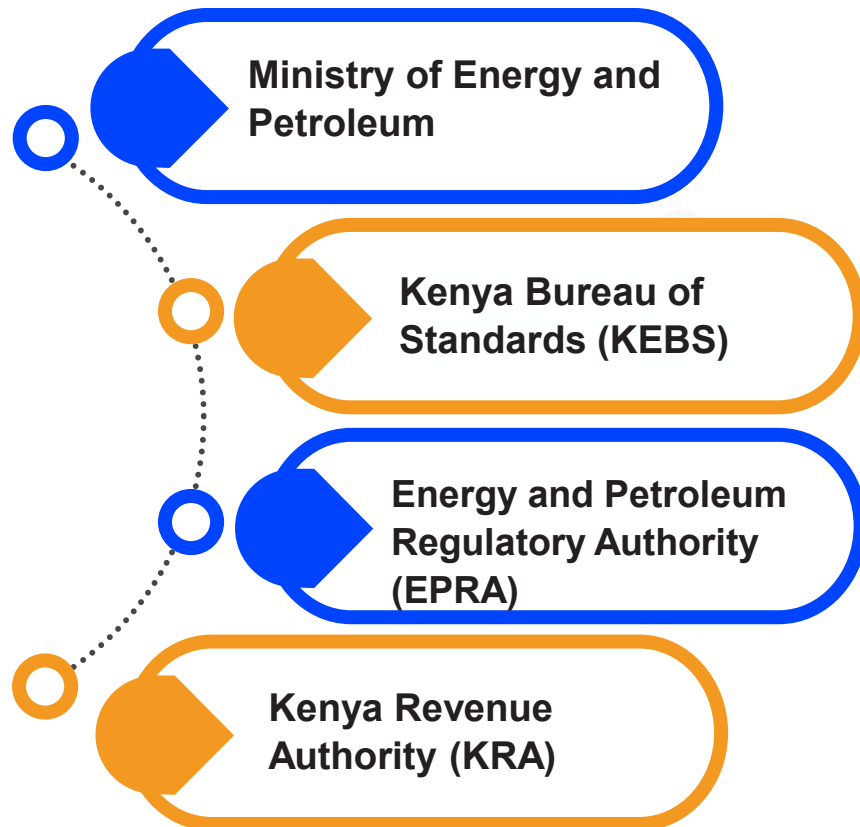 Ministry of Energy and
Petroleum
Kenya Bureau of
Standards (KEBS)
Energy and Petroleum
Regulatory Authority
(EPRA)
Kenya Revenue
Authority (KRA)